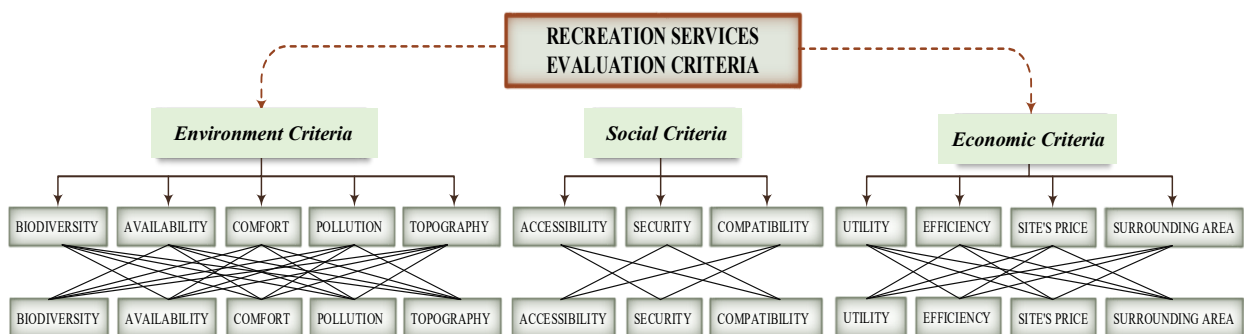 RECREATION SERVICES
EVALUATION CRITERIA
Environment Criteria
Social Criteria
Economic Criteria
BIODIVERSITY
AVAILABILITY
COMFORT
POLLUTION
TOPOGRAPHY
ACCESSIBILITY
SECURITY
COMPATIBILITY
UTILITY
EFFICIENCY
SITE'S PRICE
SURROUNDING AREA
BIODIVERSITY
AVAILABILITY
COMFORT
POLLUTION
TOPOGRAPHY
ACCESSIBILITY
SECURITY
COMPATIBILITY
UTILITY
EFFICIENCY
SITE'S PRICE
SURROUNDING AREA